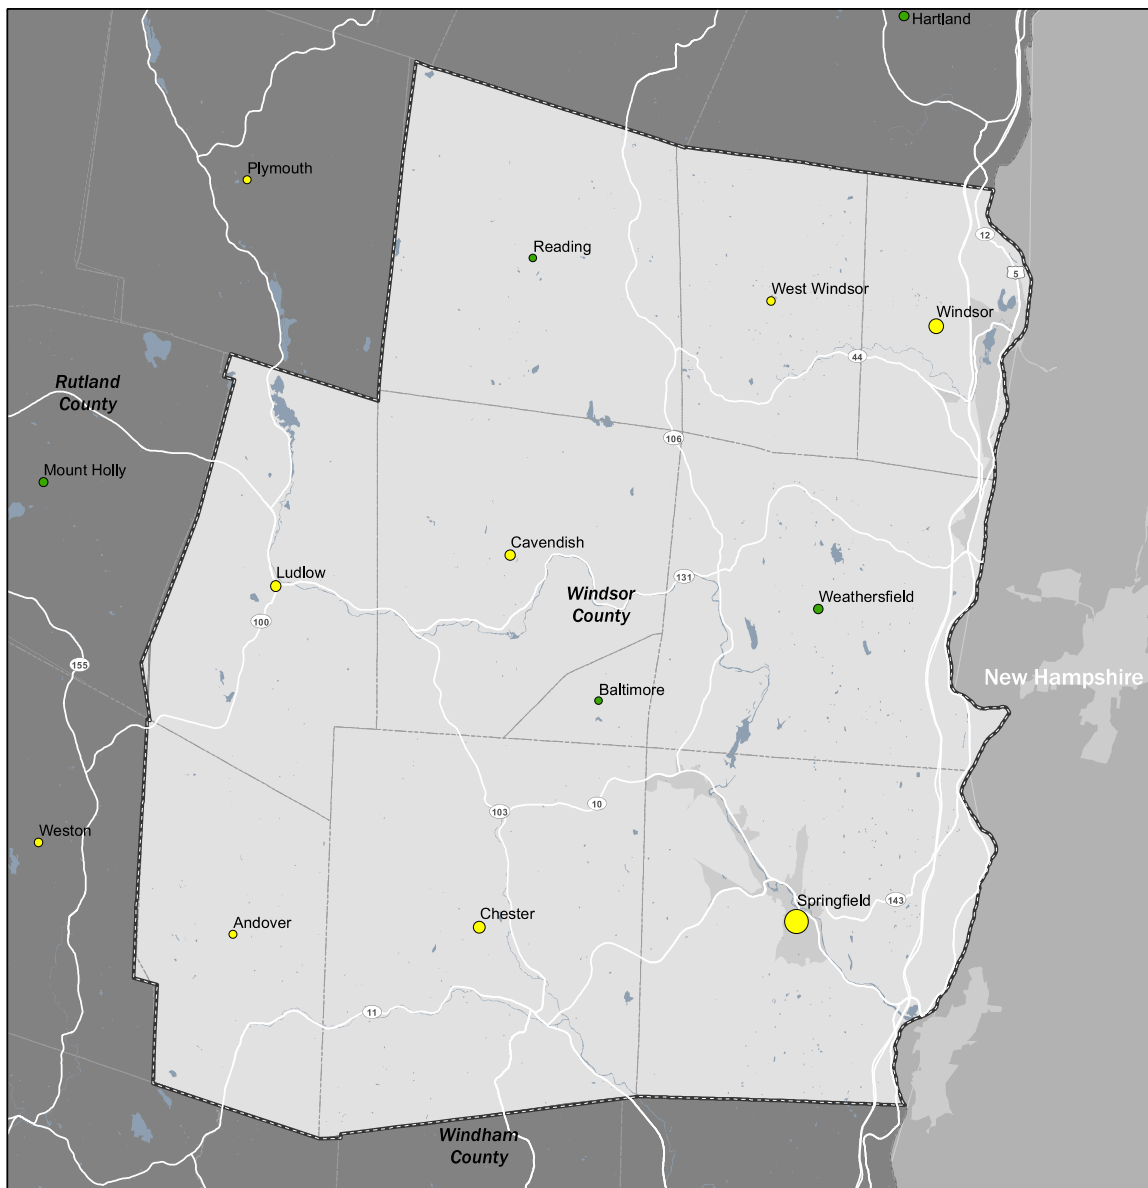 Hartland
Plymouth
12
Reading
5
West Windsor
Windsor
44
Rutland
County
106
Mount Holly
Cavendish
Ludlow
131
Windsor
County
Weathersfield
100
155
New Hampshire
Baltimore
10
103
Weston
Springfield
143
Chester
Andover
11
Windham
County